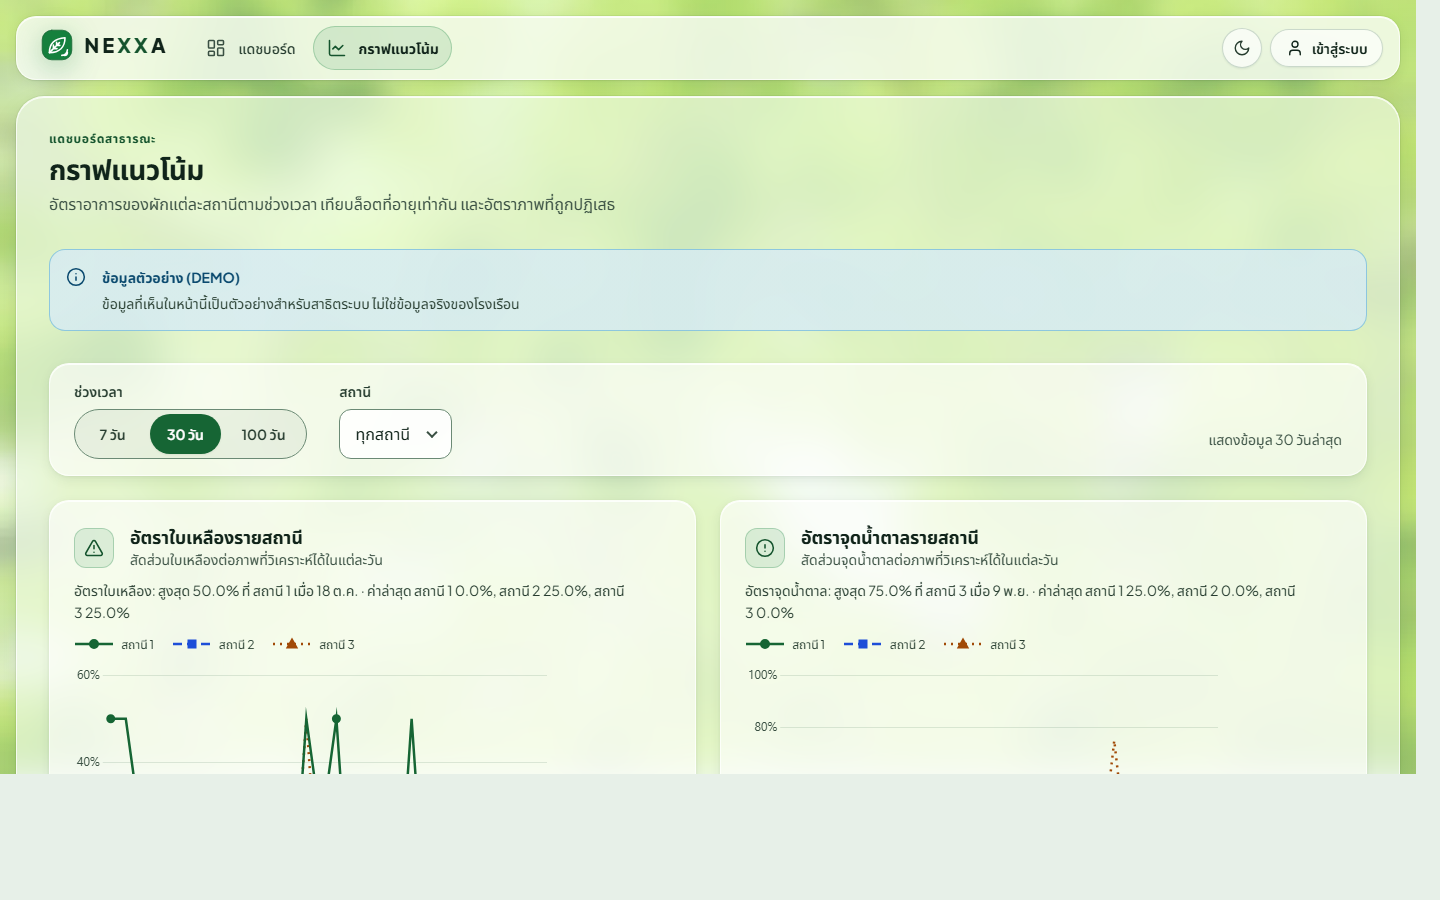 NEXXA
แดชบอร์ด
กราฟแนวโน้ม
เข้าสู่ระบบ
แดชบอร์ดสาธารณะ
กราฟแนวโน้ม
อัตราอาการของผักแต่ละสถานีตามช่วงเวลา เทียบล็อตที่อายุเท่ากัน และอัตราภาพที่ถูกปฏิเสธ
ข้อมูลตัวอย่าง (DEMO)
ข้อมูลที่เห็นในหน้านี้เป็นตัวอย่างสำหรับสาธิตระบบ ไม่ใช่ข้อมูลจริงของโรงเรือน
ช่วงเวลา
สถานี
7 วัน
30 วัน
100 วัน
ทุกสถานี
แสดงข้อมูล 30 วันล่าสุด
อัตราใบเหลืองรายสถานี
สัดส่วนใบเหลืองต่อภาพที่วิเคราะห์ได้ในแต่ละวัน
อัตราใบเหลือง: สูงสุด 50.0% ที่ สถานี 1 เมื่อ 18 ต.ค. · ค่าล่าสุด สถานี 1 0.0%, สถานี 2 25.0%, สถานี
3 25.0%
สถานี 1
สถานี 2
สถานี 3
60%
40%
อัตราจุดน้ำตาลรายสถานี
สัดส่วนจุดน้ำตาลต่อภาพที่วิเคราะห์ได้ในแต่ละวัน
อัตราจุดน้ำตาล: สูงสุด 75.0% ที่ สถานี 3 เมื่อ 9 พ.ย. · ค่าล่าสุด สถานี 1 25.0%, สถานี 2 0.0%, สถานี
3 0.0%
สถานี 1
สถานี 2
สถานี 3
100%
80%